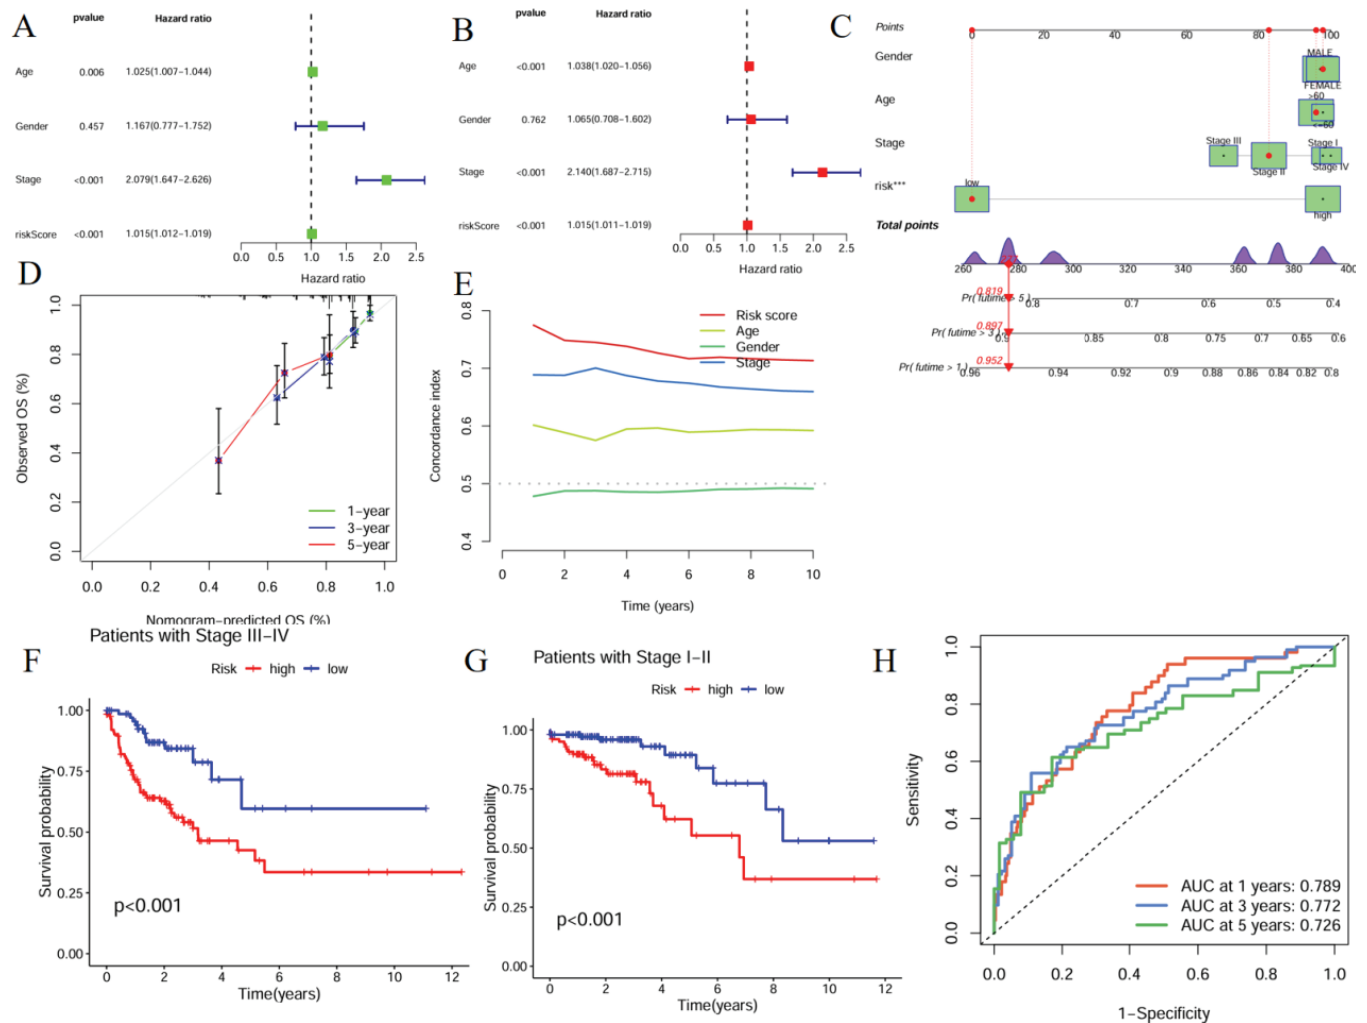 A
pvalue Hazard ratio
Age 0.006 1.025(1.007−1.044)
Gender 0.457 1.167(0.777−1.752)
Stage <0.001 2.079(1.647−2.626)
riskScore <0.001 1.015(1.012−1.019)
0.0 0.5 1.0 1.5 2.0 2.5
Hazard ratio
B
pvalue Hazard ratio
Age <0.001 1.038(1.020−1.056)
Gender 0.762 1.065(0.708−1.602)
Stage <0.001 2.140(1.687−2.715)
riskScore <0.001 1.015(1.011−1.019)
0.0 0.5 1.0 1.5 2.0 2.5
Hazard ratio
C
Points
0 20 40 60 80 100
Gender
MALE
FEMALE
Age
>60
<=60
Stage
Stage III Stage I
Stage II Stage IV
risk***
low
high
Total points
277
260 280 300 320 340 360 380 400
0.819
Pr( futime > 5 ) 0.8 0.7 0.6 0.5 0.4
0.897
Pr( futime > 3 ) 0.9 0.85 0.8 0.75 0.7 0.65 0.6
0.952
Pr( futime > 1 ) 0.96 0.94 0.92 0.9 0.88 0.86 0.84 0.82 0.8
D
Observed OS (%)
1.0
0.8
0.6
0.4
0.2
0.0
1−year
3−year
5−year
0.0 0.2 0.4 0.6 0.8 1.0
Nomogram−predicted OS (%)
E
Concordance index
0.8
0.7
0.6
0.5
0.4
Risk score
Age
Gender
Stage
0 2 4 6 8 10
Time (years)
F
Patients with Stage III−IV
Risk high low
Survival probability
1.00
0.75
0.50
0.25
0.00
p<0.001
0 2 4 6 8 10 12
Time(years)
G
Patients with Stage I−II
Risk high low
Survival probability
1.00
0.75
0.50
0.25
0.00
p<0.001
0 2 4 6 8 10 12
Time(years)
H
Sensitivity
1.0
0.8
0.6
0.4
0.2
0.0
AUC at 1 years: 0.789
AUC at 3 years: 0.772
AUC at 5 years: 0.726
0.0 0.2 0.4 0.6 0.8 1.0
1−Specificity